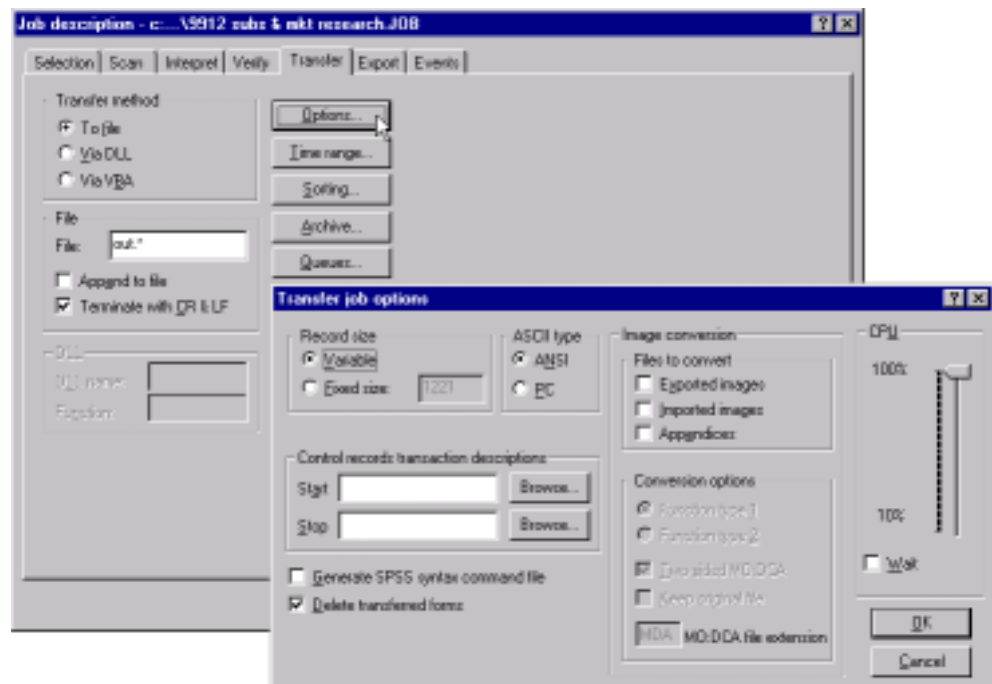 Job description - c:...\9912 subs & mkt research.JOB
Selection Scan Interpret Verify Transfer Export Events
Transfer method
To file
Via DLL
Via VBA
Options...
Time range...
Sorting...
Archive...
Queues...
File
File: out.*
Append to file
Terminate with CR & LF
DLL
DLL name:
Function:
Transfer job options
Record size
Variable
Fixed size: 1221
ASCII type
ANSI
PC
Control records transaction descriptions
Start Browse...
Stop Browse...
Generate SPSS syntax command file
Delete transferred forms
Image conversion
Files to convert
Exported images
Imported images
Appendices
Conversion options
Function type 1
Function type 2
Two sided MO:DCA
Keep original file
MDA MO:DCA file extension
CPU
100%
10%
Wait
OK
Cancel